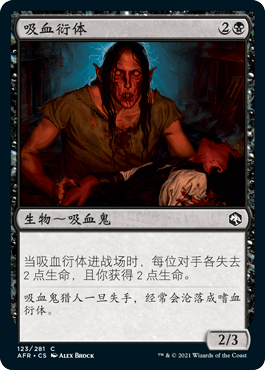 吸血衍体 2
生物～吸血鬼
当吸血衍体进战场时，每位对手各失去
2点生命，且你获得2点生命。
吸血鬼猎人一旦失手，经常会沦落成嗜血
衍体。
2/3
123/281 C
AFR • CS ALEX BROCK
™ & © 2021 Wizards of the Coast